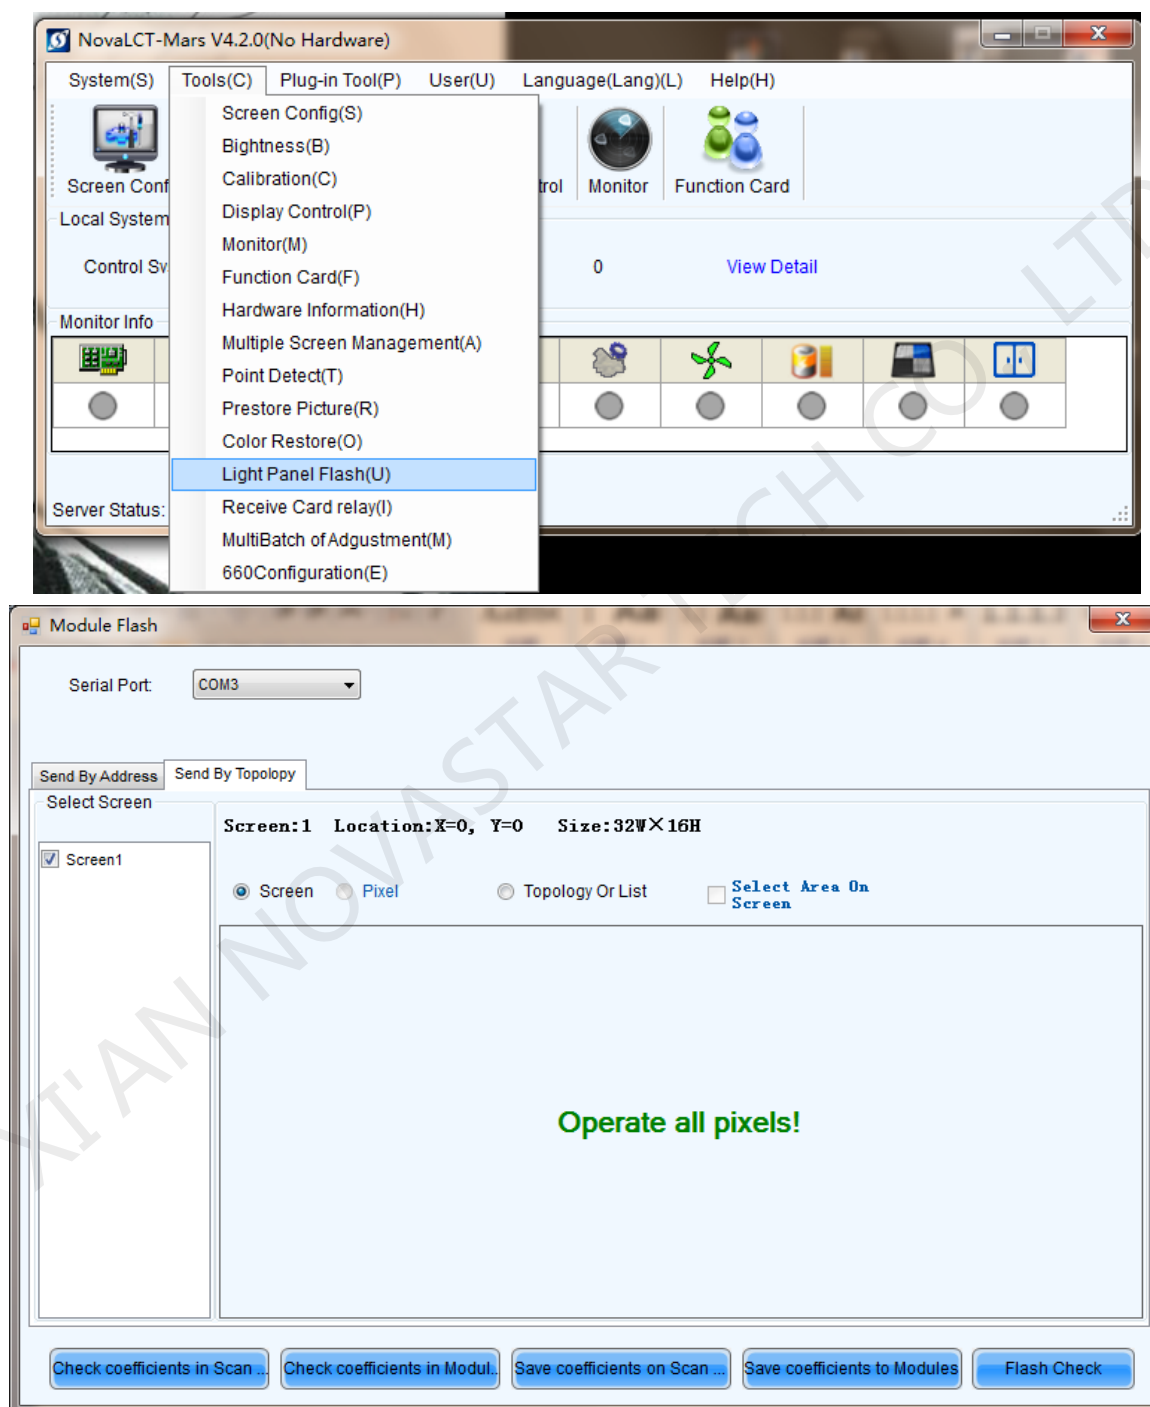 NovaLCT-Mars V4.2.0(No Hardware)
System(S) Tools(C) Plug-in Tool(P) User(U) Language(Lang)(L) Help(H)
Screen Config(S)
Bightness(B)
Calibration(C)
Display Control(P)
Monitor(M)
Function Card(F)
Hardware Information(H)
Multiple Screen Management(A)
Point Detect(T)
Prestore Picture(R)
Color Restore(O)
Light Panel Flash(U)
Receive Card relay(I)
MultiBatch of Adgustment(M)
660Configuration(E)
Screen Conf trol Monitor Function Card
Local System
Control Sy 0 View Detail
Monitor Info
Server Status:
Module Flash
Serial Port: COM3
Send By Address Send By Topolopy
Select Screen
Screen1
Screen:1 Location:X=0, Y=0 Size:32W×16H
Screen Pixel Topology Or List Select Area On
Screen
Operate all pixels!
Check coefficients in Scan ... Check coefficients in Modul.. Save coefficients on Scan ... Save coefficients to Modules Flash Check
XI'AN NOVASTAR TECH CO LTD